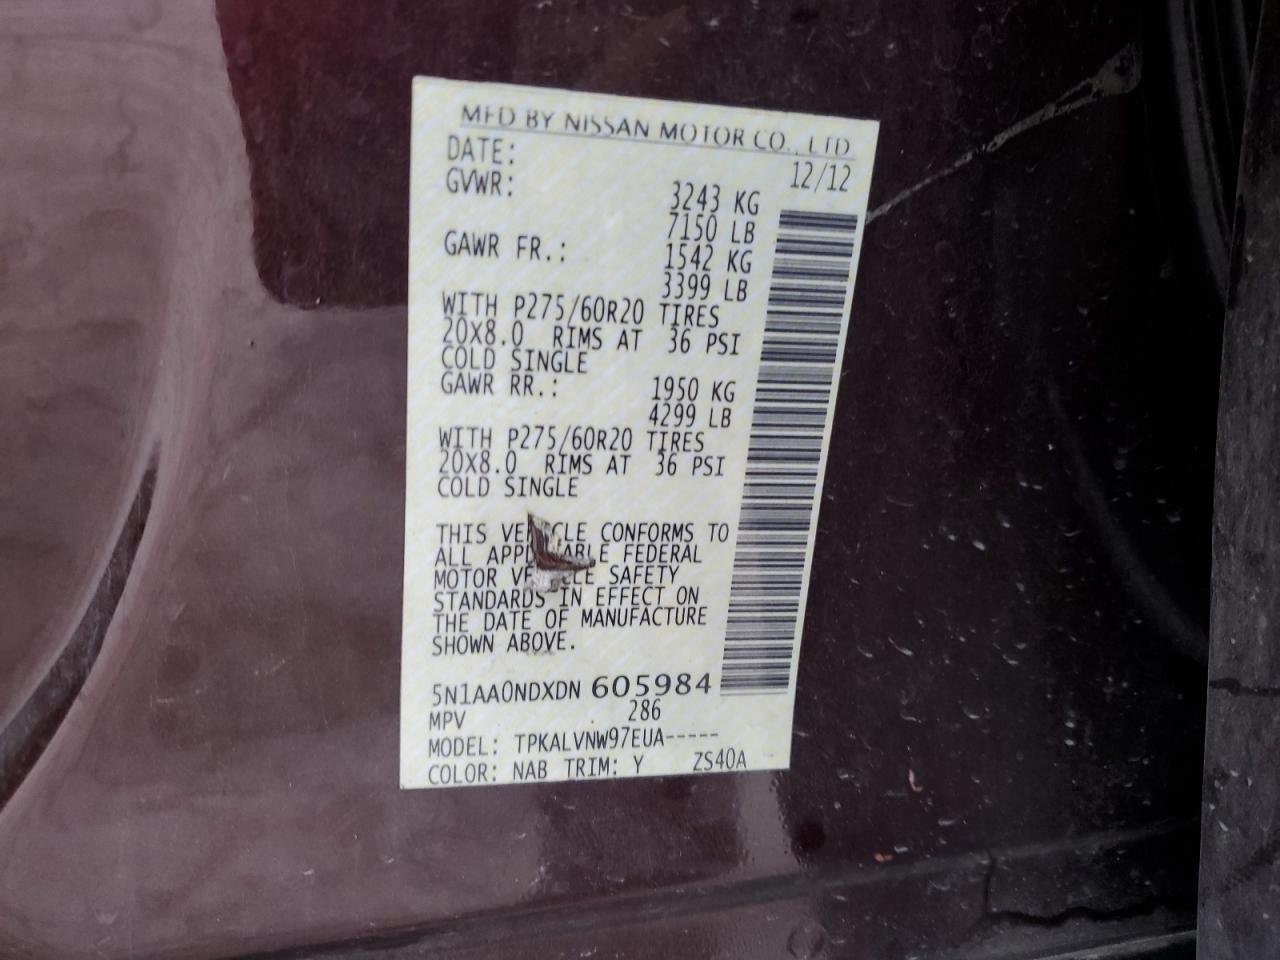 MFD BY NISSAN MOTOR CO., LTD
DATE: 12/12
GVWR: 3243 KG
7150 LB
GAWR FR.: 1542 KG
3399 LB
WITH P275/60R20 TIRES
20X8.0 RIMS AT 36 PSI
COLD SINGLE
GAWR RR.: 1950 KG
4299 LB
WITH P275/60R20 TIRES
20X8.0 RIMS AT 36 PSI
COLD SINGLE
THIS VEHICLE CONFORMS TO
ALL APPLICABLE FEDERAL
MOTOR VEHICLE SAFETY
STANDARDS IN EFFECT ON
THE DATE OF MANUFACTURE
SHOWN ABOVE.
5N1AA0NDXDN 605984
MPV 286
MODEL: TPKALVNW97EUA-----
COLOR: NAB TRIM: Y ZS40A